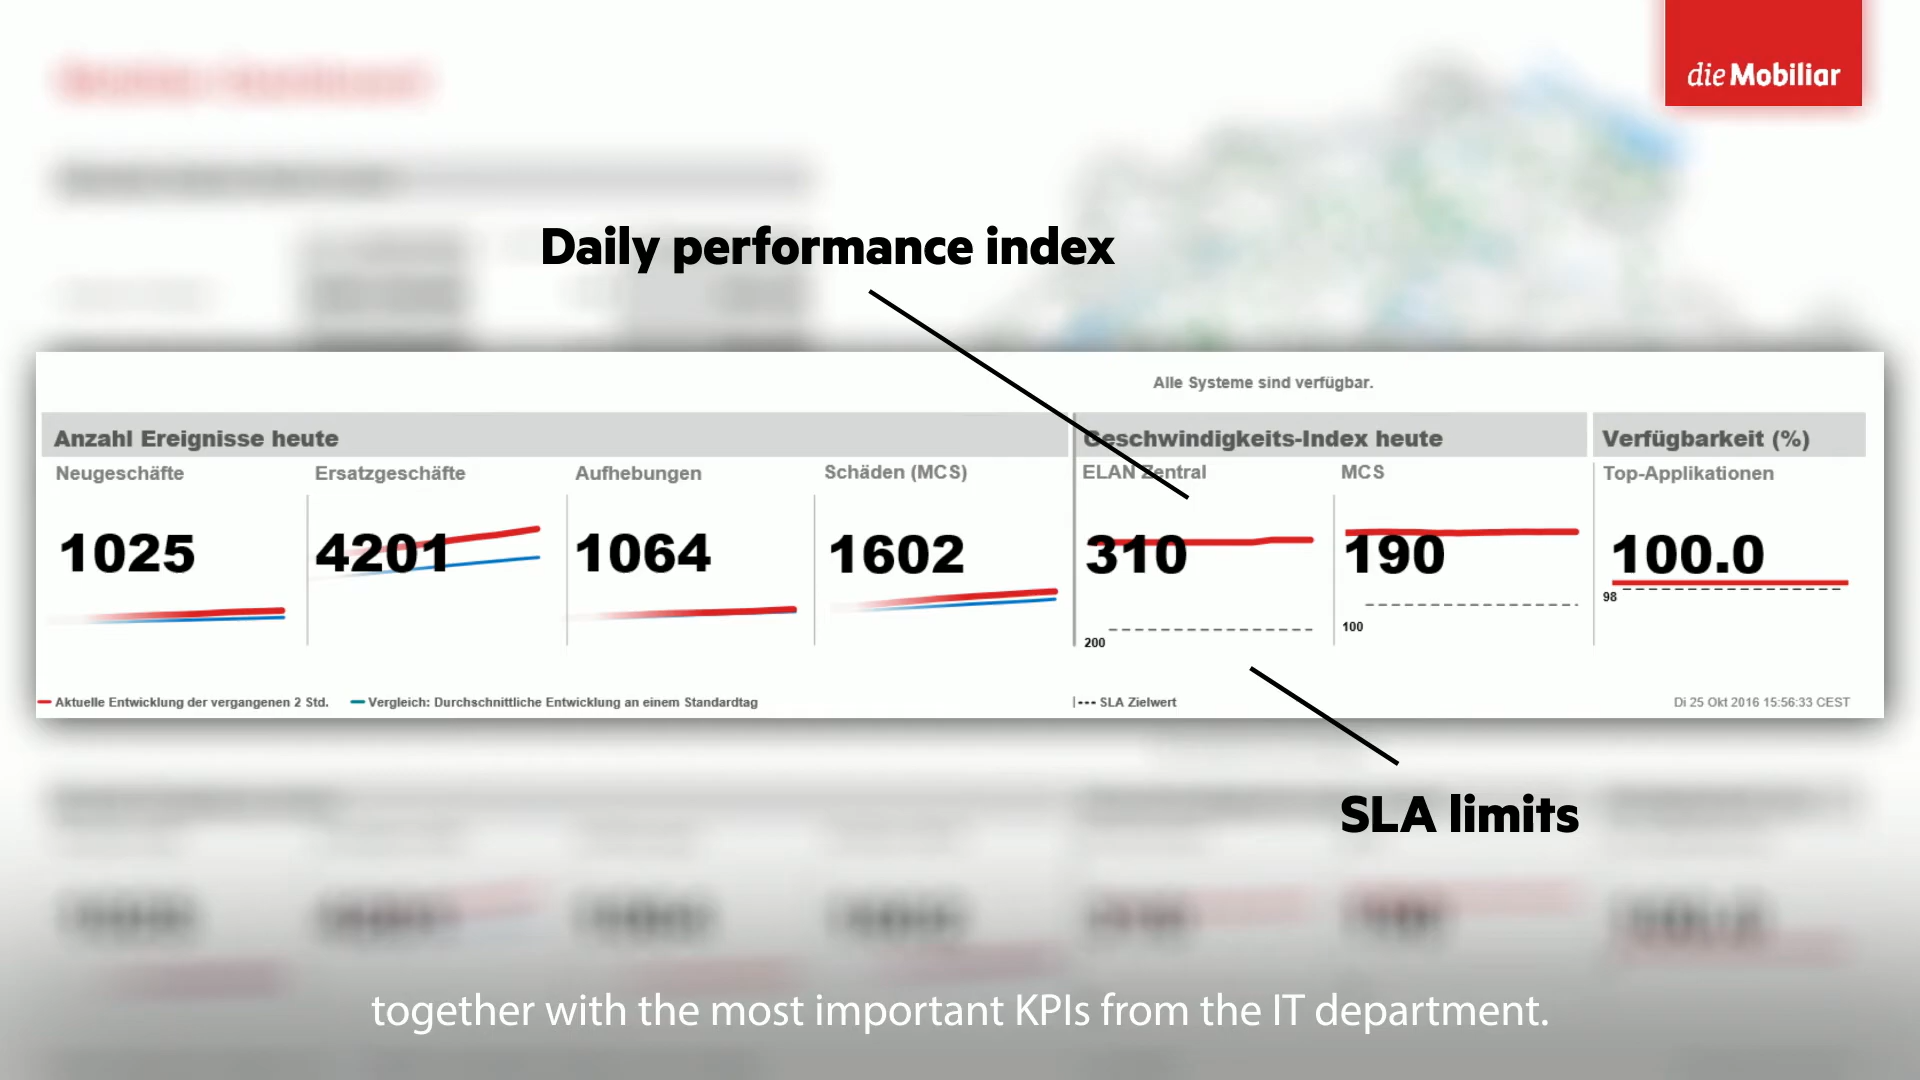 die Mobiliar
Daily performance index
Alle Systeme sind verfügbar.
Anzahl Ereignisse heute
Geschwindigkeits-Index heute
Verfügbarkeit (%)
Neugeschäfte
Ersatzgeschäfte
Aufhebungen
Schäden (MCS)
ELAN Zentral
MCS
Top-Applikationen
1025
4201
1064
1602
310
190
100.0
200
100
98
Aktuelle Entwicklung der vergangenen 2 Std.
Vergleich: Durchschnittliche Entwicklung an einem Standardtag
SLA Zielwert
Di 25 Okt 2016 15:56:33 CEST
SLA limits
together with the most important KPIs from the IT department.